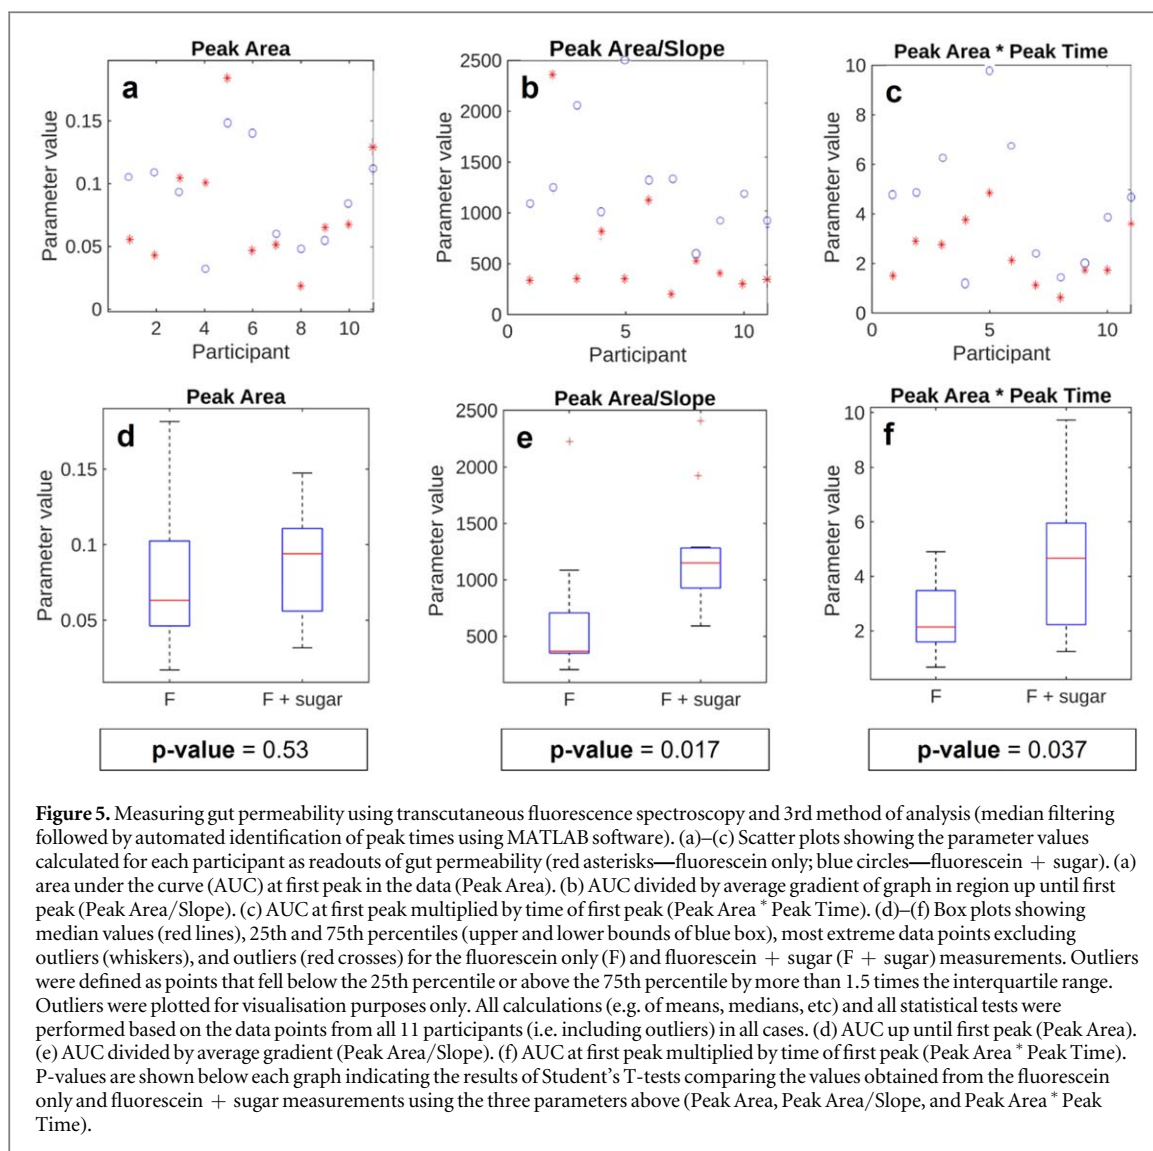 Peak Area
a
Parameter value
0.15
0.1
0.05
0
2 4 6 8 10
Participant
Peak Area/Slope
b
Parameter value
2500
2000
1500
1000
500
0
0 5 10
Participant
Peak Area * Peak Time
c
Parameter value
10
8
6
4
2
0
0 5 10
Participant
Peak Area
d
Parameter value
0.15
0.1
0.05
F F + sugar
p-value = 0.53
Peak Area/Slope
e
Parameter value
2500
2000
1500
1000
500
F F + sugar
p-value = 0.017
Peak Area * Peak Time
f
Parameter value
10
8
6
4
2
F F + sugar
p-value = 0.037
Figure 5. Measuring gut permeability using transcutaneous fluorescence spectroscopy and 3rd method of analysis (median filtering
followed by automated identification of peak times using MATLAB software). (a)–(c) Scatter plots showing the parameter values
calculated for each participant as readouts of gut permeability (red asterisks—fluorescein only; blue circles—fluorescein + sugar). (a)
area under the curve (AUC) at first peak in the data (Peak Area). (b) AUC divided by average gradient of graph in region up until first
peak (Peak Area/Slope). (c) AUC at first peak multiplied by time of first peak (Peak Area * Peak Time). (d)–(f) Box plots showing
median values (red lines), 25th and 75th percentiles (upper and lower bounds of blue box), most extreme data points excluding
outliers (whiskers), and outliers (red crosses) for the fluorescein only (F) and fluorescein + sugar (F + sugar) measurements. Outliers
were defined as points that fell below the 25th percentile or above the 75th percentile by more than 1.5 times the interquartile range.
Outliers were plotted for visualisation purposes only. All calculations (e.g. of means, medians, etc) and all statistical tests were
performed based on the data points from all 11 participants (i.e. including outliers) in all cases. (d) AUC up until first peak (Peak Area).
(e) AUC divided by average gradient (Peak Area/Slope). (f) AUC at first peak multiplied by time of first peak (Peak Area * Peak Time).
P-values are shown below each graph indicating the results of Student's T-tests comparing the values obtained from the fluorescein
only and fluorescein + sugar measurements using the three parameters above (Peak Area, Peak Area/Slope, and Peak Area * Peak
Time).